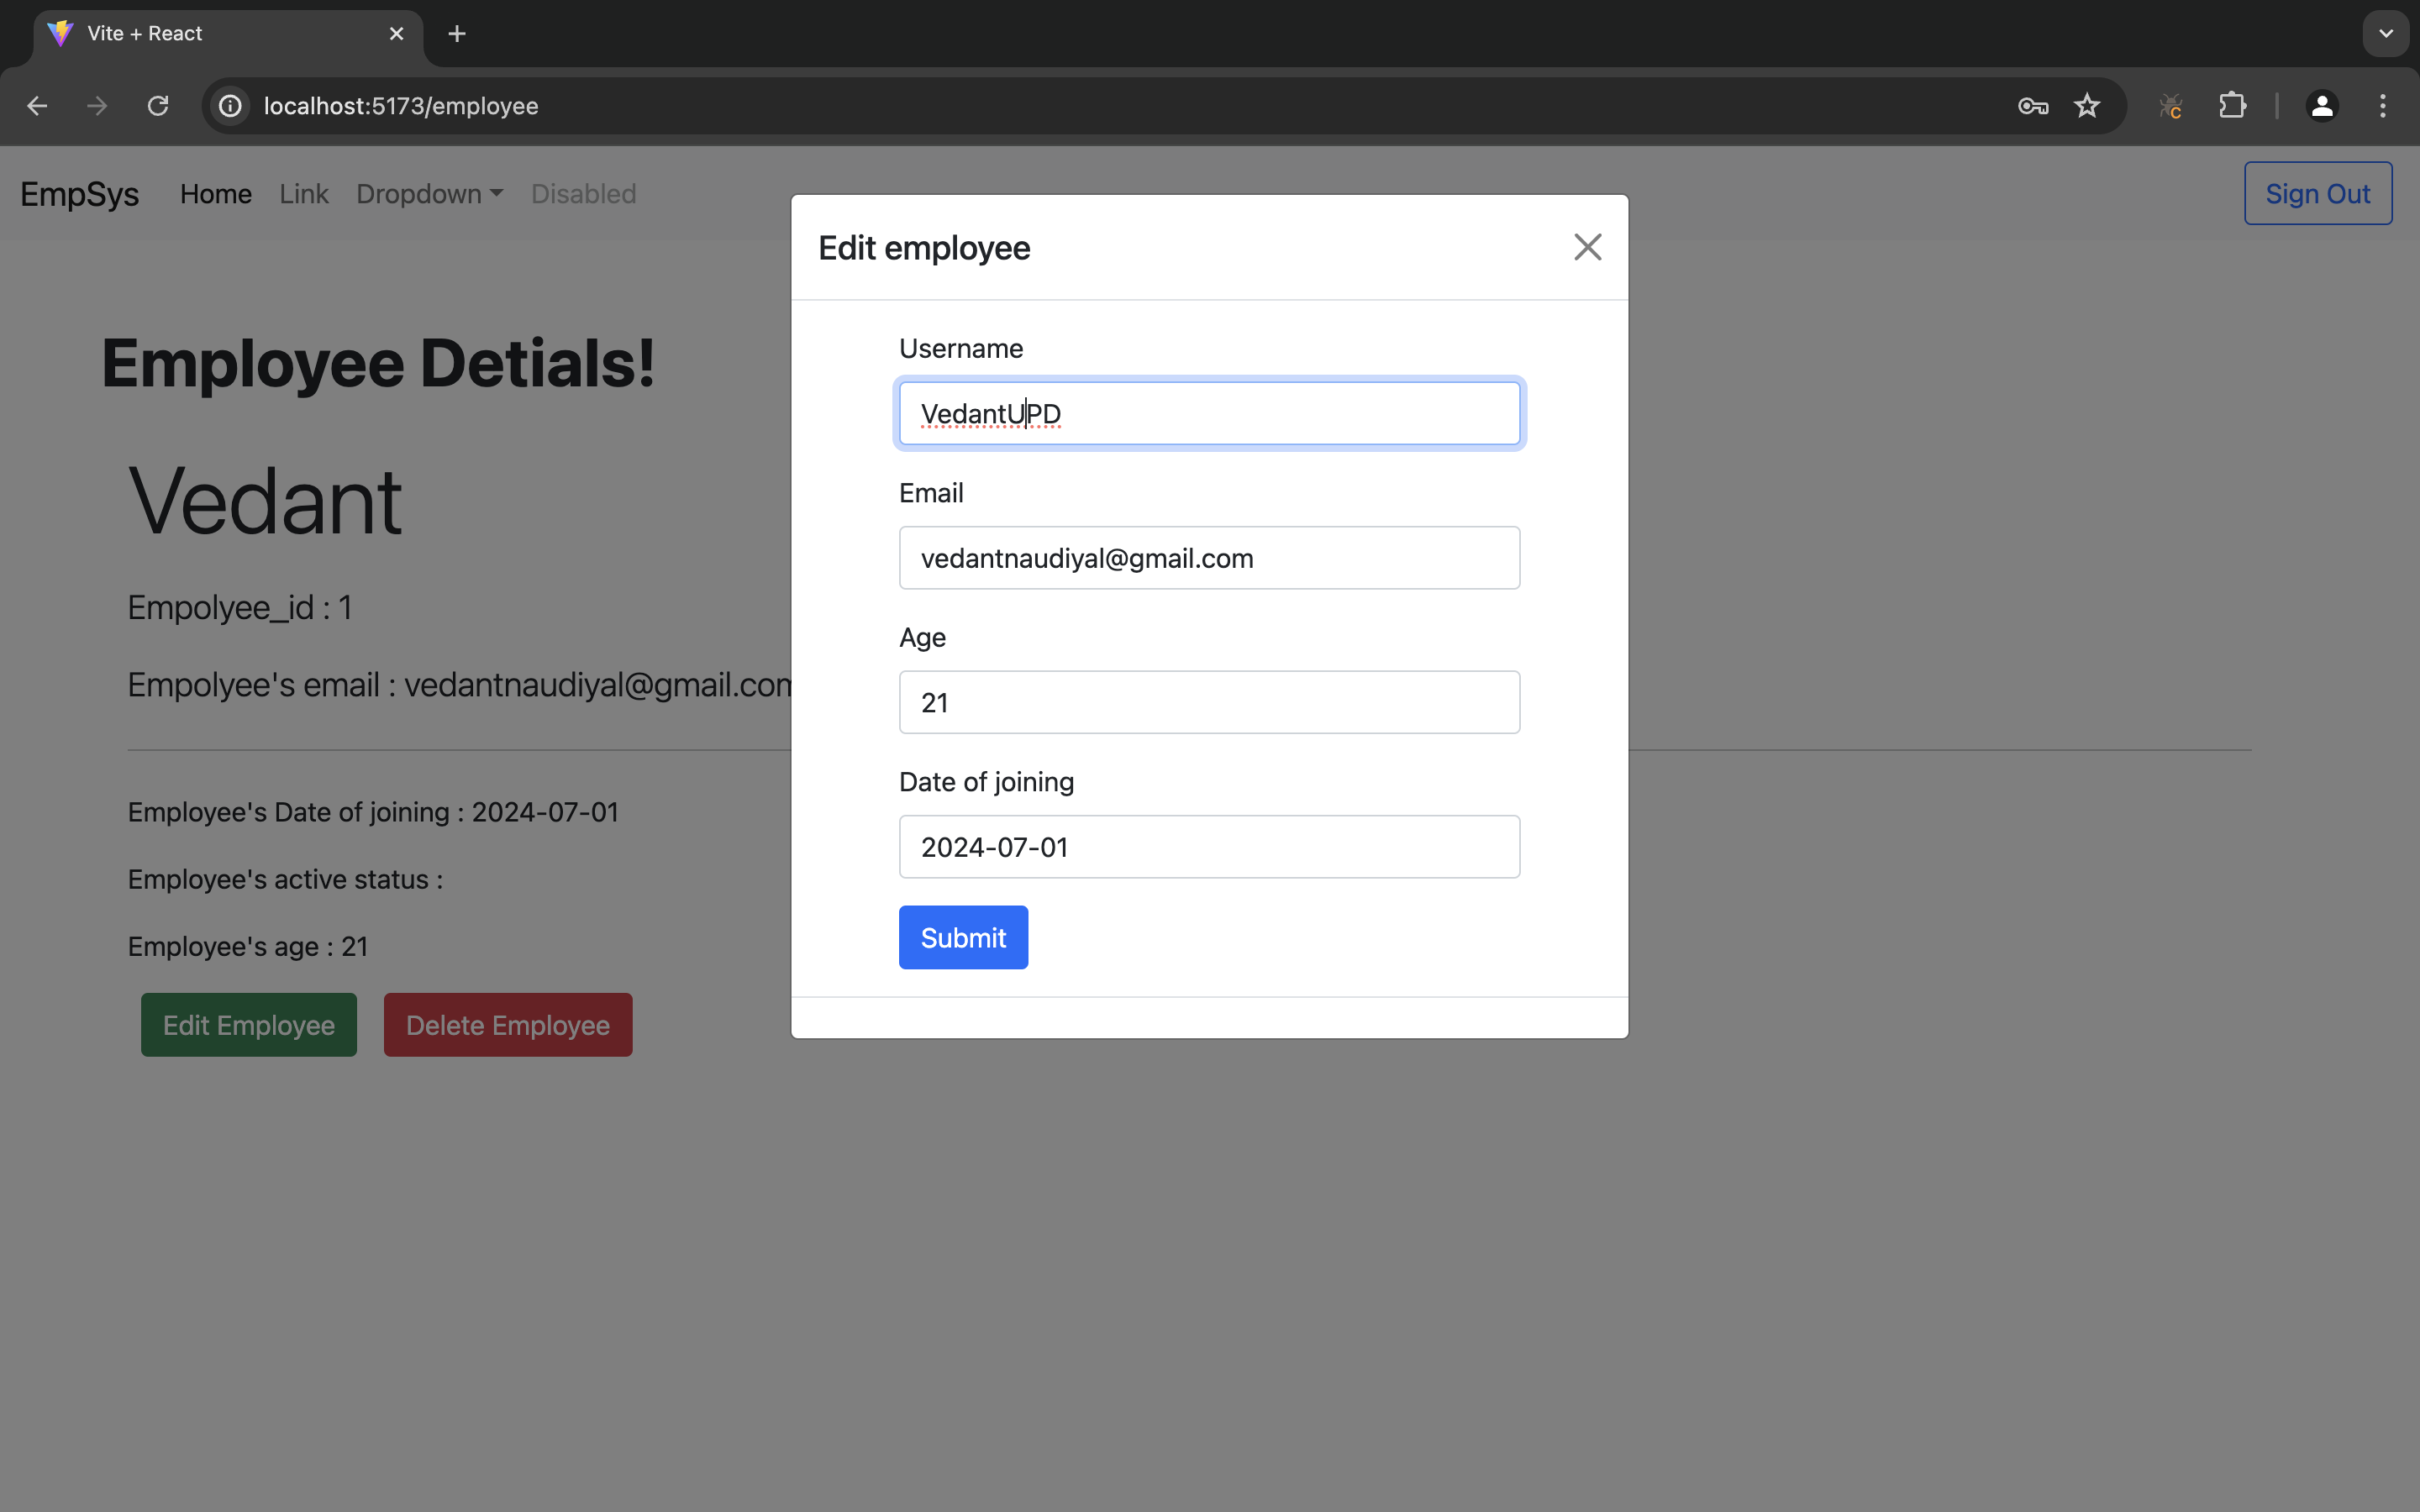 Vite + React
localhost:5173/employee
EmpSys Home Link Dropdown Disabled Sign Out
Employee Detials!
Vedant
Empolyee_id : 1
Empolyee's email : vedantnaudiyal@gmail.com
Employee's Date of joining : 2024-07-01
Employee's active status :
Employee's age : 21
Edit Employee Delete Employee
Edit employee
Username
VedantUPD
Email
vedantnaudiyal@gmail.com
Age
21
Date of joining
2024-07-01
Submit